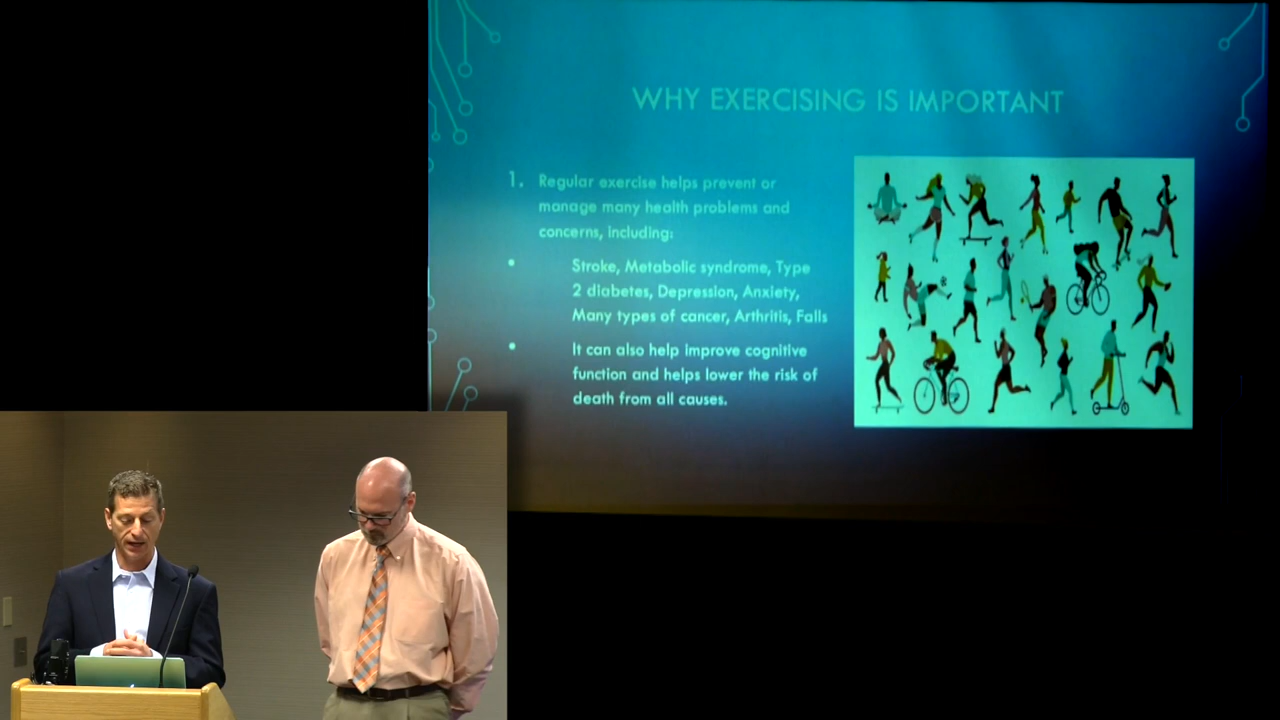 WHY EXERCISING IS IMPORTANT
1. Regular exercise helps prevent or
manage many health problems and
concerns, including:
• Stroke, Metabolic syndrome, Type
2 diabetes, Depression, Anxiety,
Many types of cancer, Arthritis, Falls
• It can also help improve cognitive
function and helps lower the risk of
death from all causes.